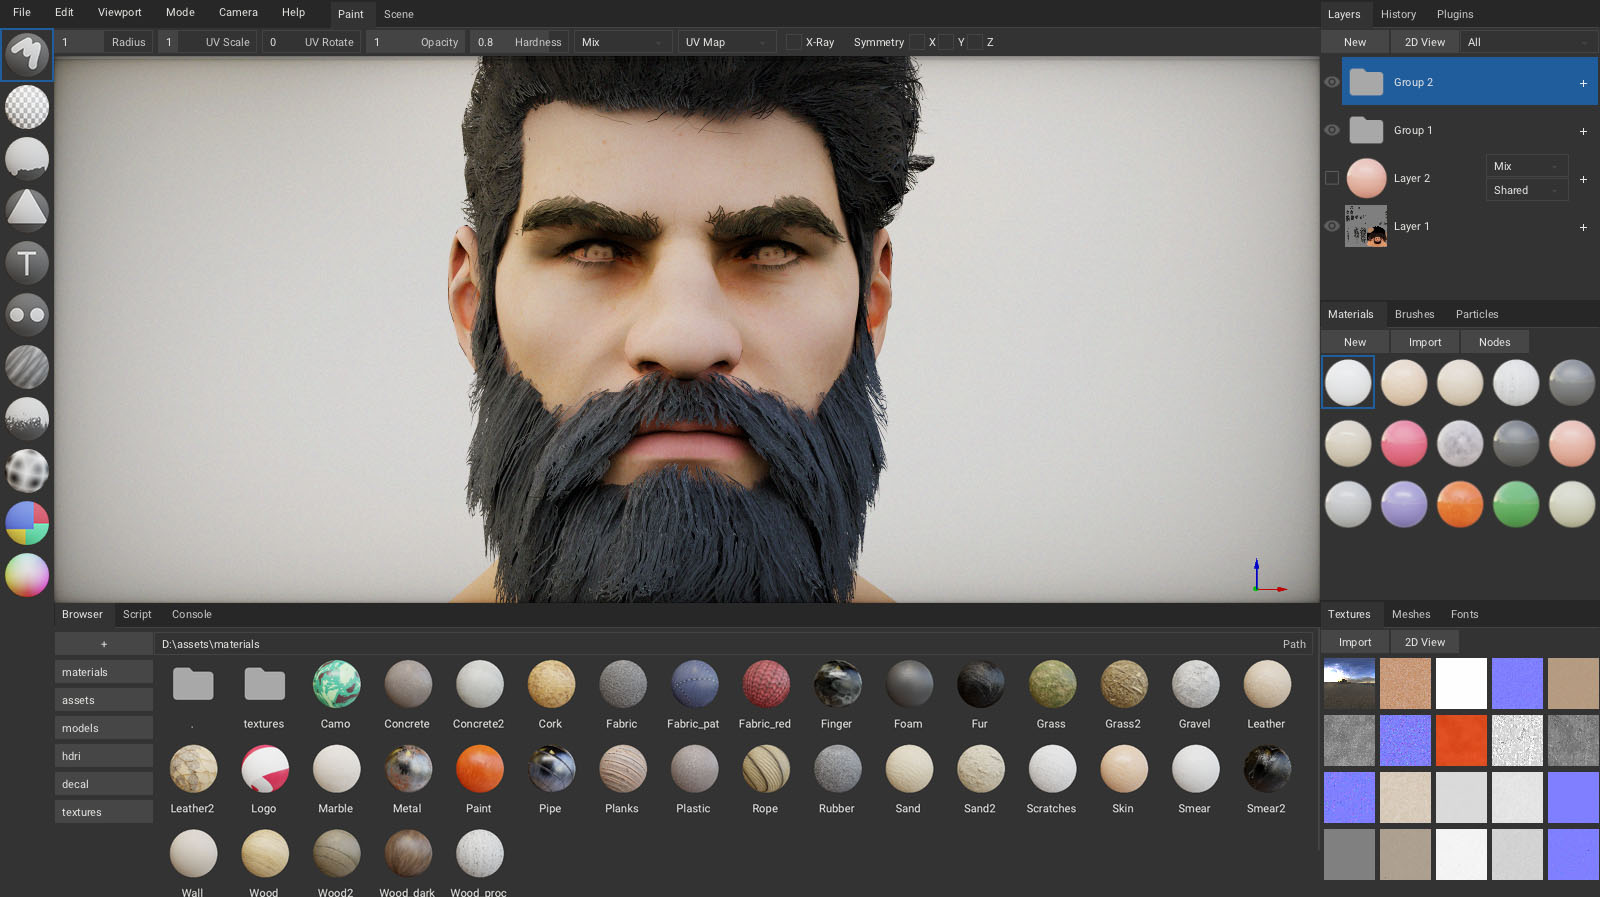 File Edit Viewport Mode Camera Help Paint Scene
1 Radius 1 UV Scale 0 UV Rotate 1 Opacity 0.8 Hardness Mix UV Map X-Ray Symmetry X Y Z
T
Layers History Plugins
New 2D View All
Group 2 +
Group 1 +
Layer 2 Mix Shared +
Layer 1 +
Materials Brushes Particles
New Import Nodes
Browser Script Console
+ D:\assets\materials Path
materials
assets
models
hdri
decal
textures
. textures Camo Concrete Concrete2 Cork Fabric Fabric_pat Fabric_red Finger Foam Fur Grass Grass2 Gravel Leather
Leather2 Logo Marble Metal Paint Pipe Planks Plastic Rope Rubber Sand Sand2 Scratches Skin Smear Smear2
Wall Wood Wood2 Wood_dark Wood_proc
Textures Meshes Fonts
Import 2D View